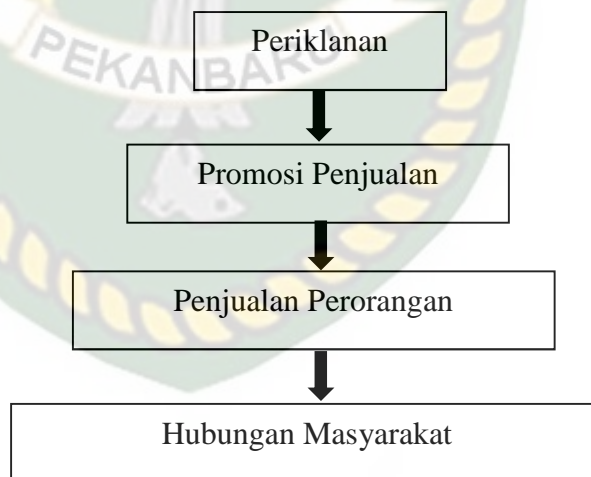 Periklanan
PEKANBARU
Promosi Penjualan
Penjualan Perorangan
Hubungan Masyarakat